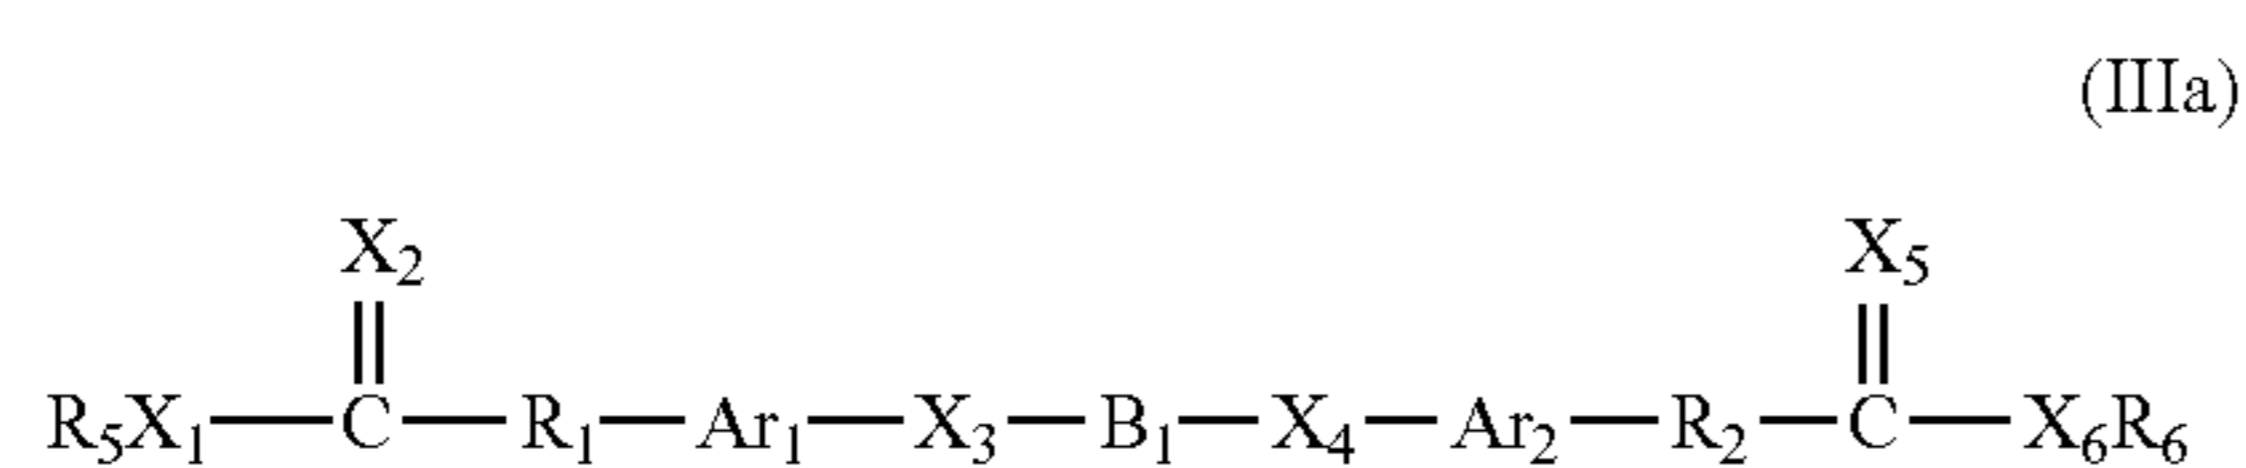 (IIIa)
X₂ X₅
R₅X₁—C—R₁—Ar₁—X₃—B₁—X₄—Ar₂—R₂—C—X₆R₆